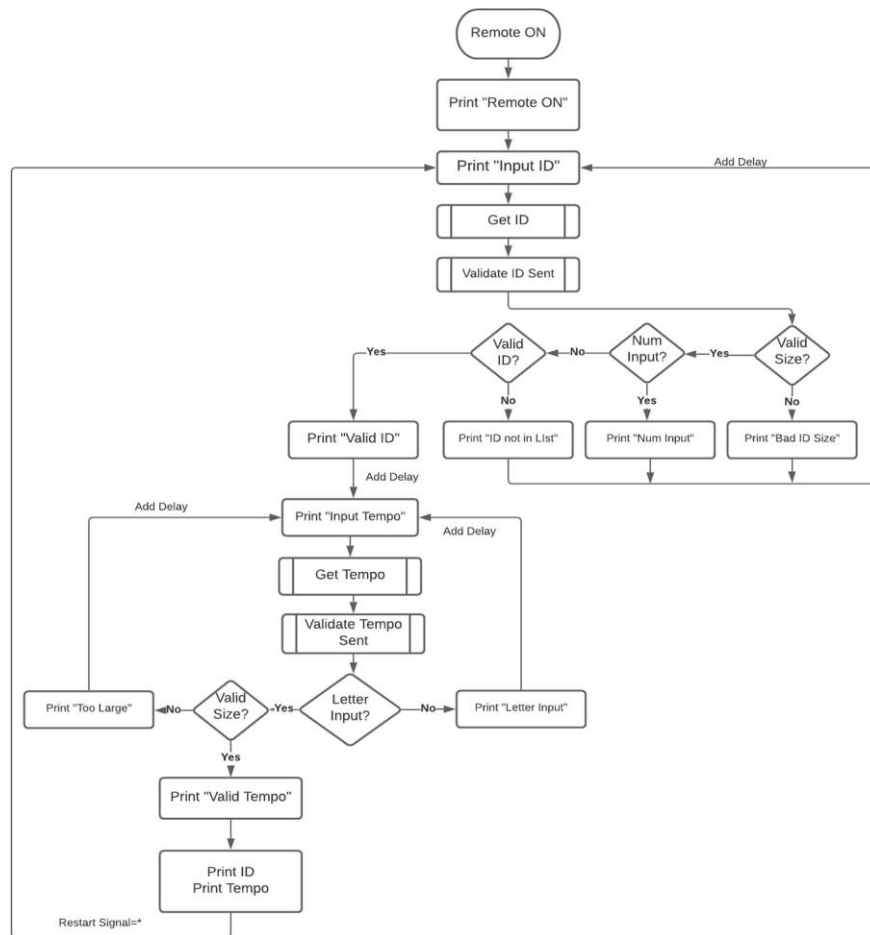 Remote ON
Print "Remote ON"
Print "Input ID"
Add Delay
Get ID
Validate ID Sent
Valid
ID?
Num
Input?
Valid
Size?
Yes
No
Yes
No
Yes
No
Print "Valid ID"
Print "ID not in LIst"
Print "Num Input"
Print "Bad ID Size"
Add Delay
Add Delay
Print "Input Tempo"
Add Delay
Get Tempo
Validate Tempo
Sent
Print "Too Large"
No
Valid
Size?
Yes
Letter
Input?
No
Print "Letter Input"
Yes
Print "Valid Tempo"
Print ID
Print Tempo
Restart Signal=*